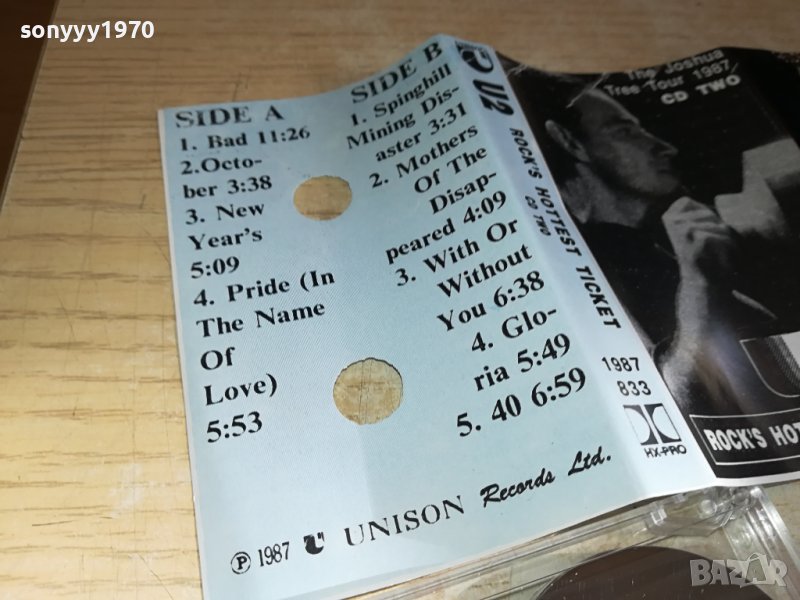 sonyyy1970
SIDE A
1. Bad 11:26
2.Octo-
ber 3:38
3. New
Year's
5:09
4. Pride (In
The Name
Of
Love)
5:53
SIDE B
1. Spinghill
Mining Dis-
aster 3:31
2. Mothers
Of The
Disap-
peared 4:09
3. With Or
Without
You 6:38
4. Glo-
ria 5:49
5. 40 6:59
℗ 1987 UNISON Records Ltd.
U2
ROCK'S HOTTEST TICKET
CD TWO
1987
833
HX-PRO
The Joshua
Tree Tour 1987
CD TWO
ROCK'S HOT
BAZAR